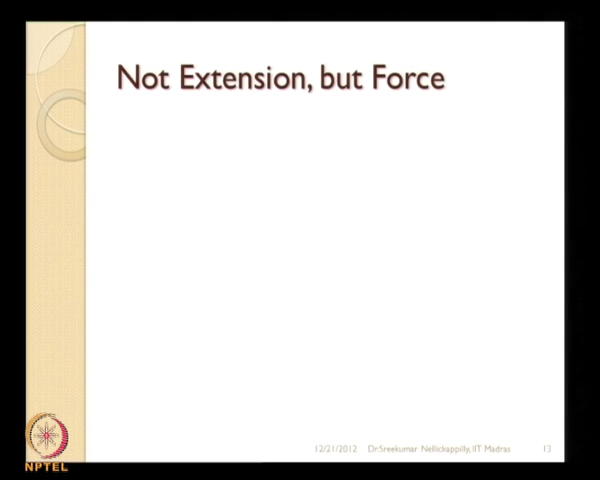 Not Extension, but Force
12/21/2012 Dr.Sreekumar Nellickappilly, IIT Madras 13
NPTEL